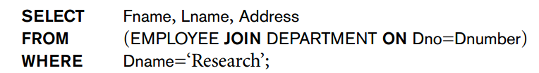 SELECT Fname, Lname, Address
FROM (EMPLOYEE JOIN DEPARTMENT ON Dno=Dnumber)
WHERE Dname=‘Research’;